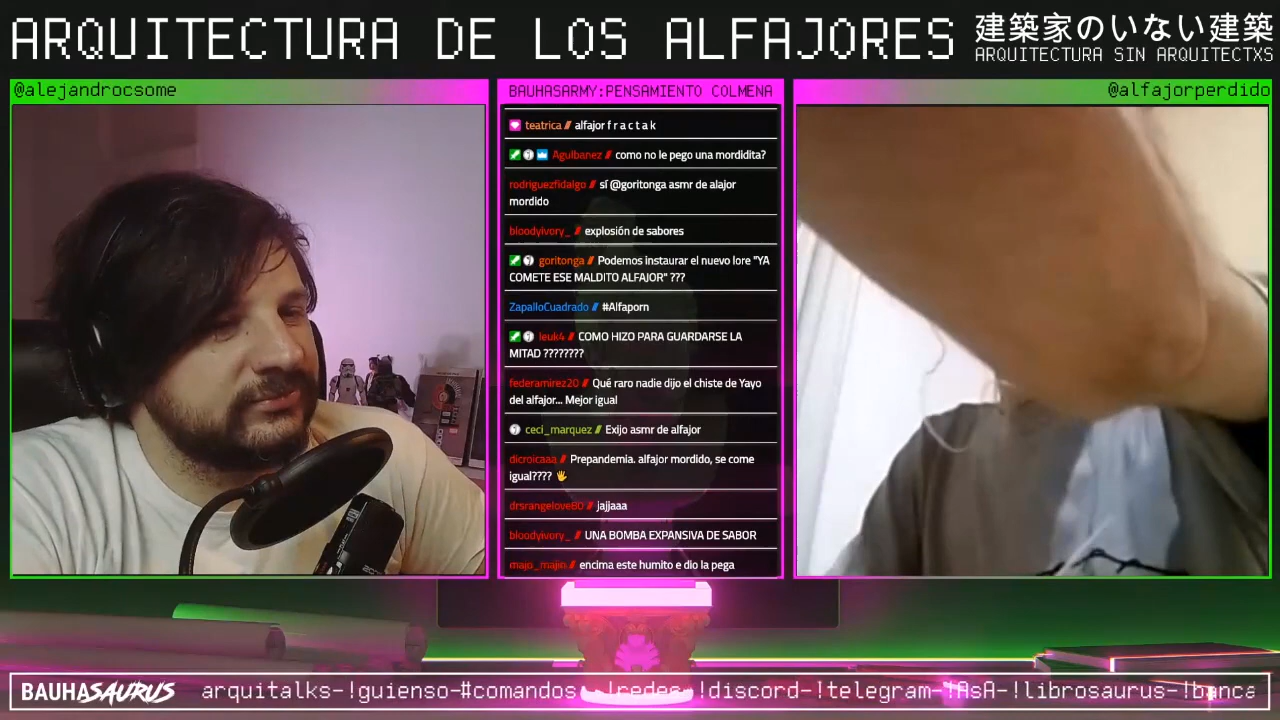 ARQUITECTURA DE LOS ALFAJORES
建築家のいない建築
ARQUITECTURA SIN ARQUITECTXS
@alejandrocsome
BAUHASARMY:PENSAMIENTO COLMENA
@alfajorperdido
teatrica // alfajor f r a c t a k
Agulbanez // como no le pego una mordidita?
rodriguezfidalgo // sí @goritonga asmr de alajor
mordido
bloodyivory_ // explosión de sabores
goritonga // Podemos instaurar el nuevo lore "YA
COMETE ESE MALDITO ALFAJOR" ???
ZapalloCuadrado // #Alfaporn
leuk4 // COMO HIZO PARA GUARDARSE LA
MITAD ????????
federamirez20 // Qué raro nadie dijo el chiste de Yayo
del alfajor... Mejor igual
ceci_marquez // Exijo asmr de alfajor
dicroicaaa // Prepandemia. alfajor mordido, se come
igual???? 🖐
drsrangelove80 // jajjaaa
bloodyivory_ // UNA BOMBA EXPANSIVA DE SABOR
majo_majin // encima este humito e dio la pega
BAUHASAURUS
arquitalks-!guienso-#comandos-!redes-!discord-!telegram-!AsA-!librosaurus-!banca